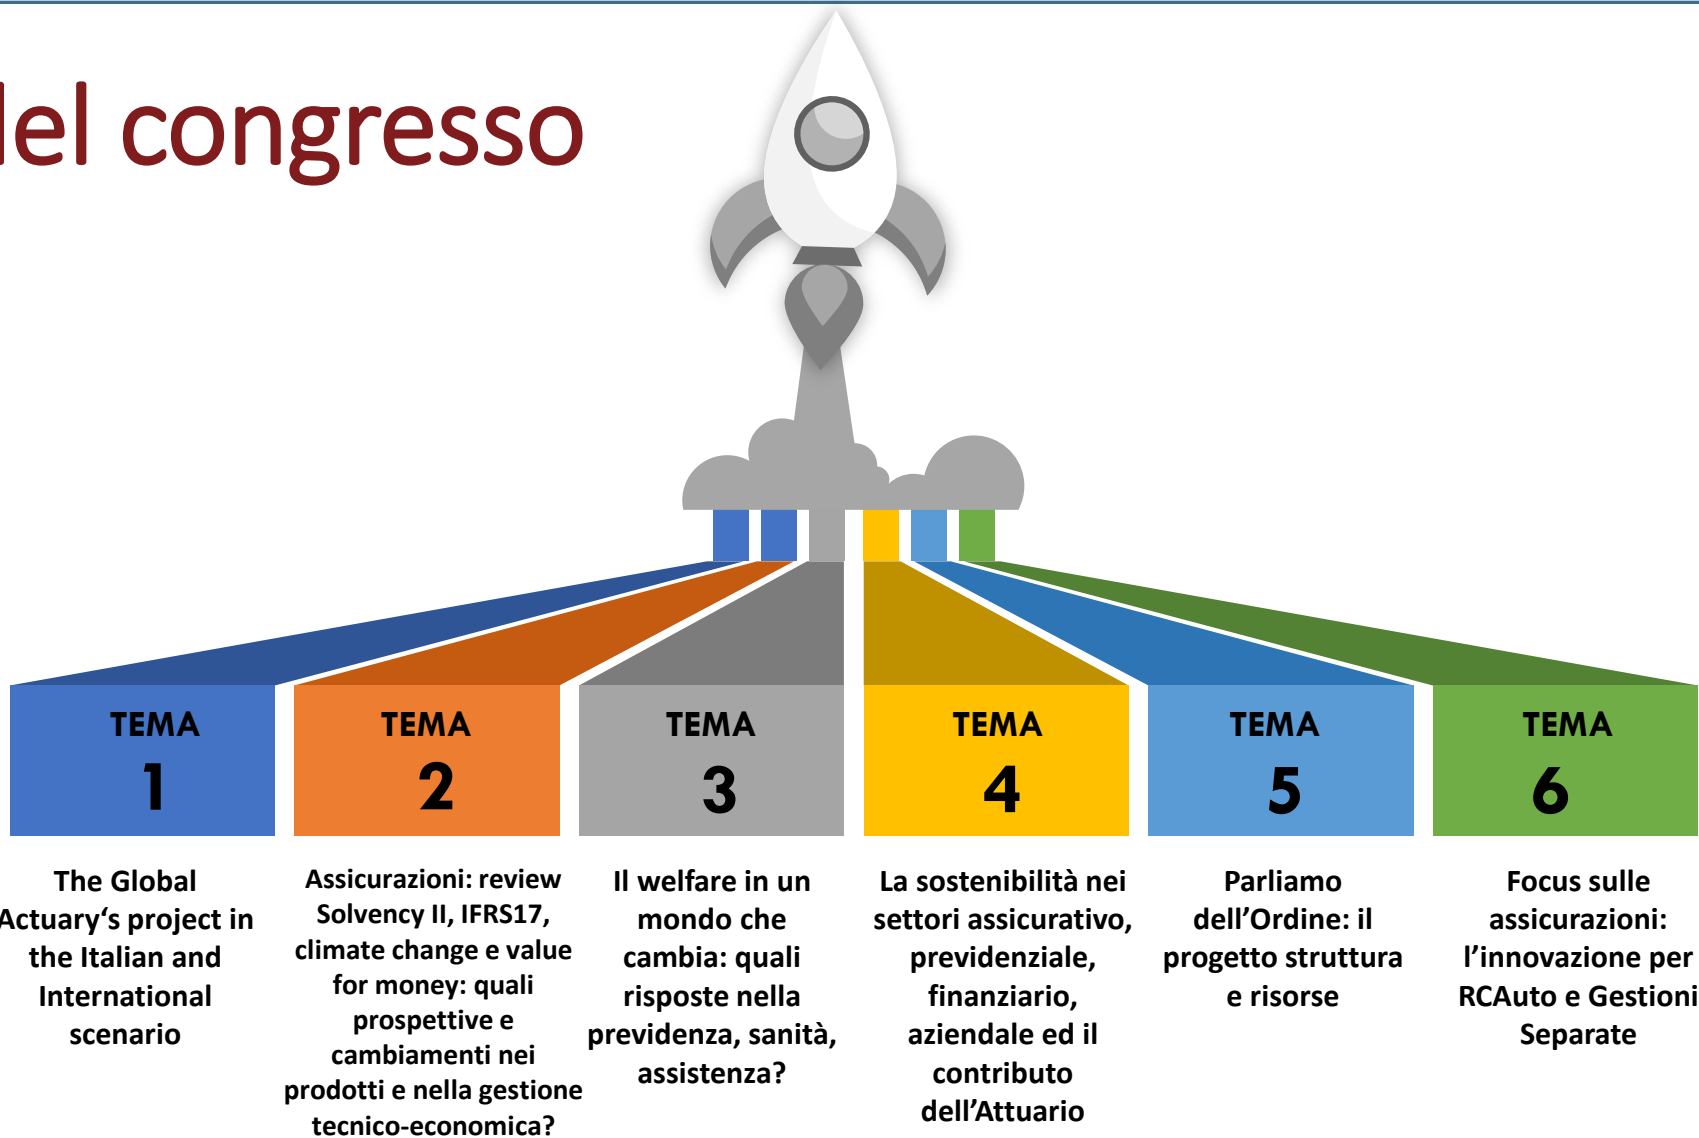 del congresso
TEMA
1
The Global
Actuary‘s project in
the Italian and
International
scenario
TEMA
2
Assicurazioni: review
Solvency II, IFRS17,
climate change e value
for money: quali
prospettive e
cambiamenti nei
prodotti e nella gestione
tecnico-economica?
TEMA
3
Il welfare in un
mondo che
cambia: quali
risposte nella
previdenza, sanità,
assistenza?
TEMA
4
La sostenibilità nei
settori assicurativo,
previdenziale,
finanziario,
aziendale ed il
contributo
dell’Attuario
TEMA
5
Parliamo
dell’Ordine: il
progetto struttura
e risorse
TEMA
6
Focus sulle
assicurazioni:
l’innovazione per
RCAuto e Gestioni
Separate